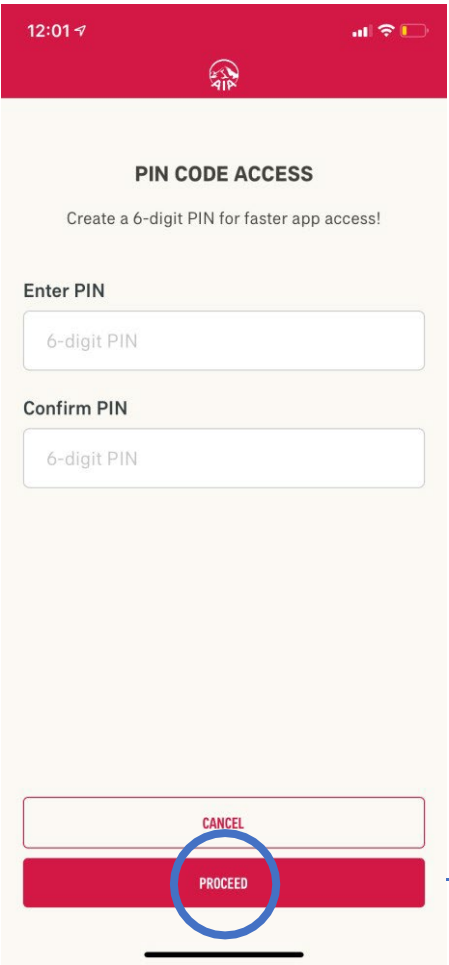 12:01
AIA
PIN CODE ACCESS
Create a 6-digit PIN for faster app access!
Enter PIN
6-digit PIN
Confirm PIN
6-digit PIN
CANCEL
PROCEED